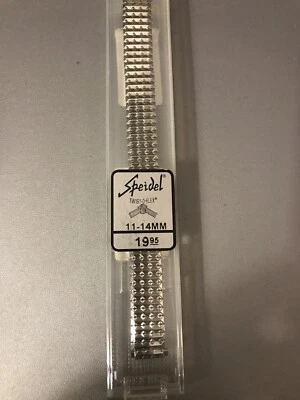 Speidel
TWIST-O-FLEX®
11-14MM
19 95